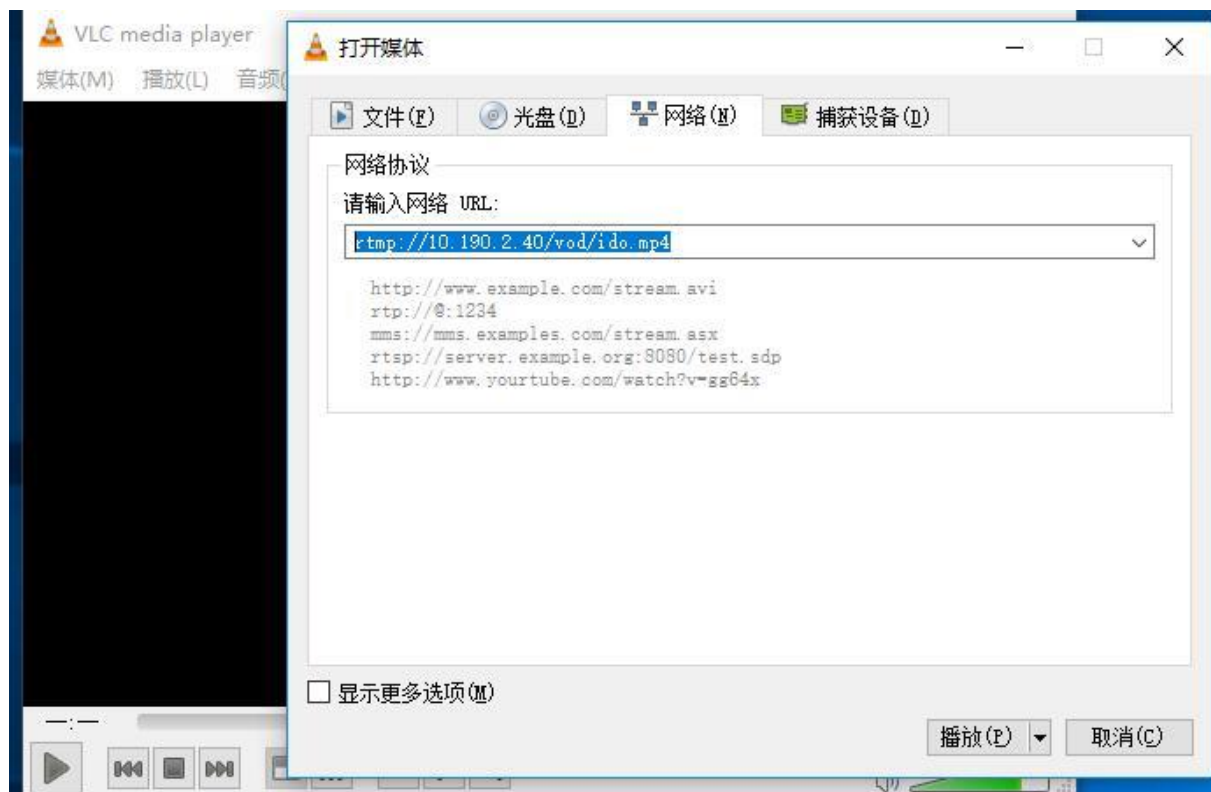 VLC media player
媒体(M) 播放(L) 音频(
打开媒体
文件(F) 光盘(D) 网络(N) 捕获设备(D)
网络协议
请输入网络 URL:
rtmp://10.190.2.40/vod/ido.mp4
http://www.example.com/stream.avi
rtp://@:1234
mms://mms.examples.com/stream.asx
rtsp://server.example.org:8080/test.sdp
http://www.yourtube.com/watch?v=gg64x
显示更多选项(M)
—:—
播放(P) 取消(C)